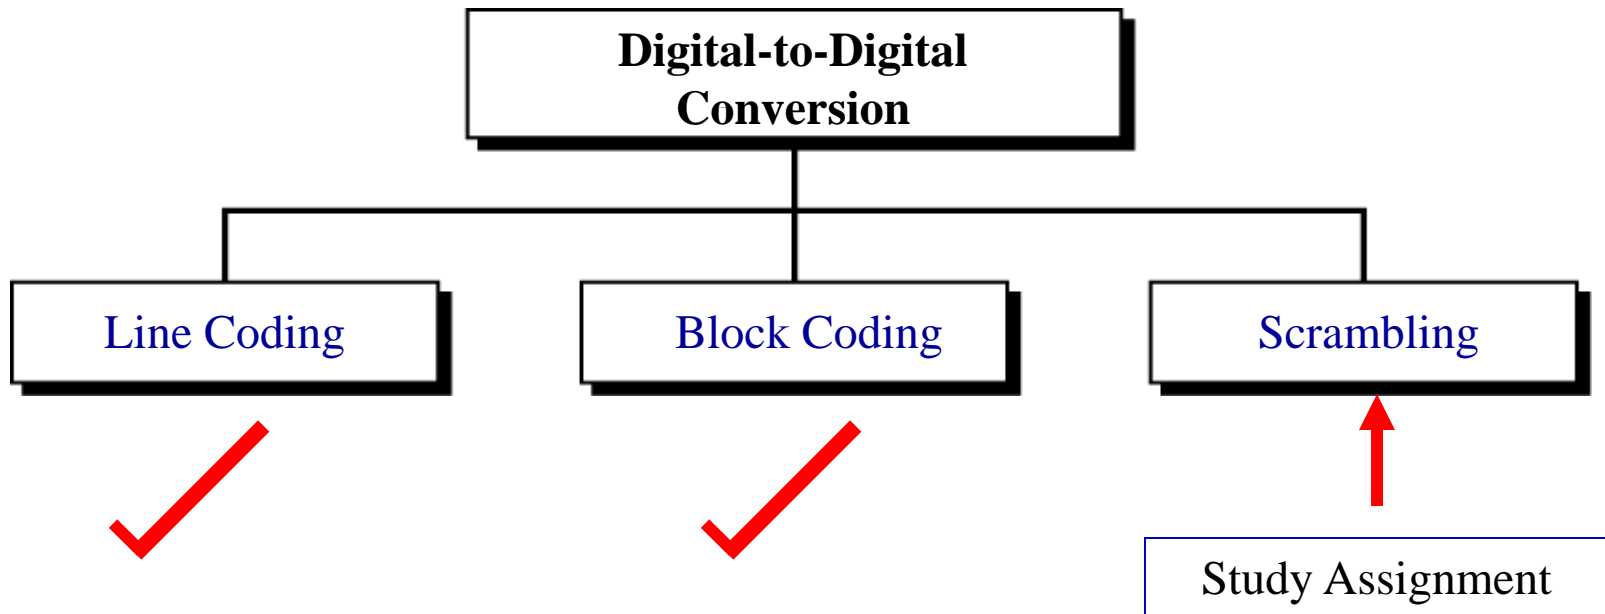 Digital-to-Digital
Conversion
Line Coding
Block Coding
Scrambling
Study Assignment